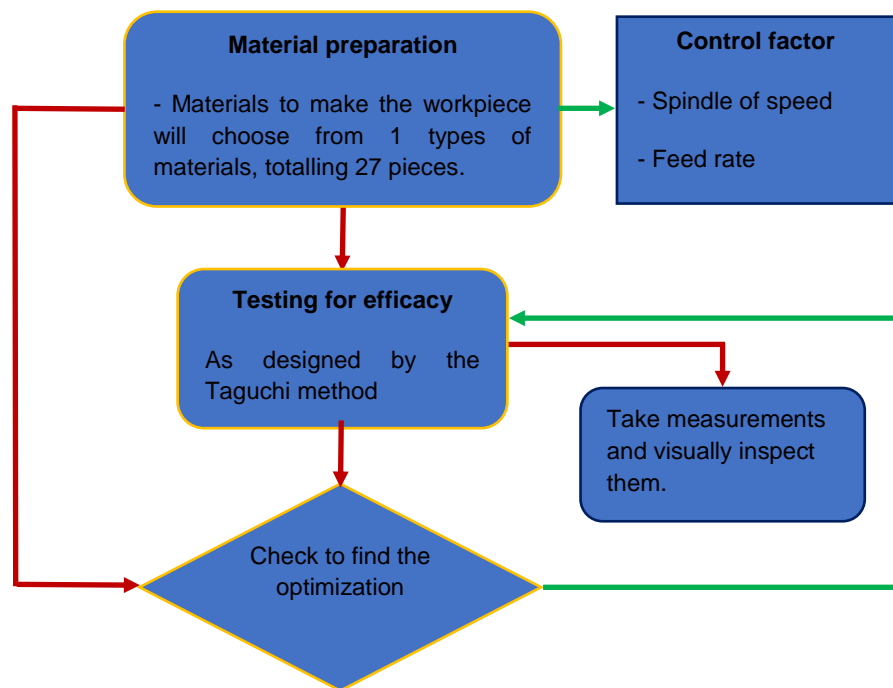 Material preparation
- Materials to make the workpiece
will choose from 1 types of
materials, totalling 27 pieces.
Control factor
- Spindle of speed
- Feed rate
Testing for efficacy
As designed by the
Taguchi method
Take measurements
and visually inspect
them.
Check to find the
optimization